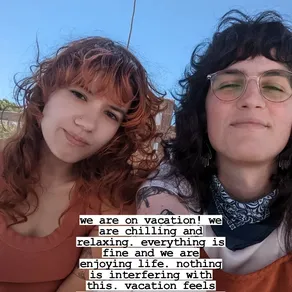 we are on vacation! we
are chilling and
relaxing. everything is
fine and we are
enjoying life. nothing
is interfering with
this. vacation feels